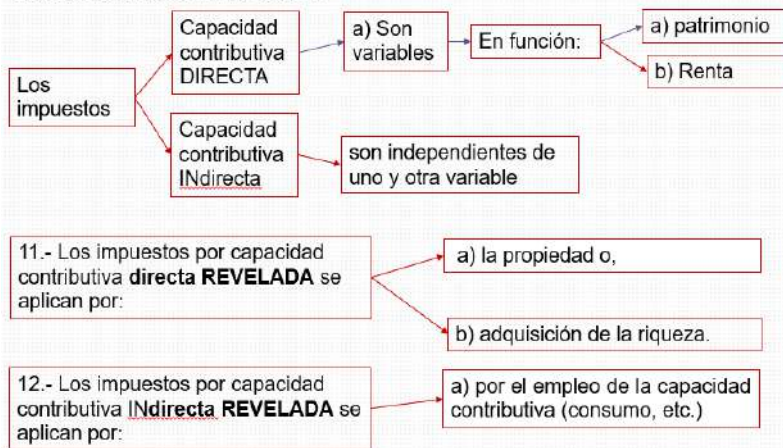 Los
impuestos
Capacidad
contributiva
DIRECTA
a) Son
variables
En función:
a) patrimonio
b) Renta
Capacidad
contributiva
INdirecta
son independientes de
uno y otra variable
11.- Los impuestos por capacidad
contributiva directa REVELADA se
aplican por:
a) la propiedad o,
b) adquisición de la riqueza.
12.- Los impuestos por capacidad
contributiva INdirecta REVELADA se
aplican por:
a) por el empleo de la capacidad
contributiva (consumo, etc.)